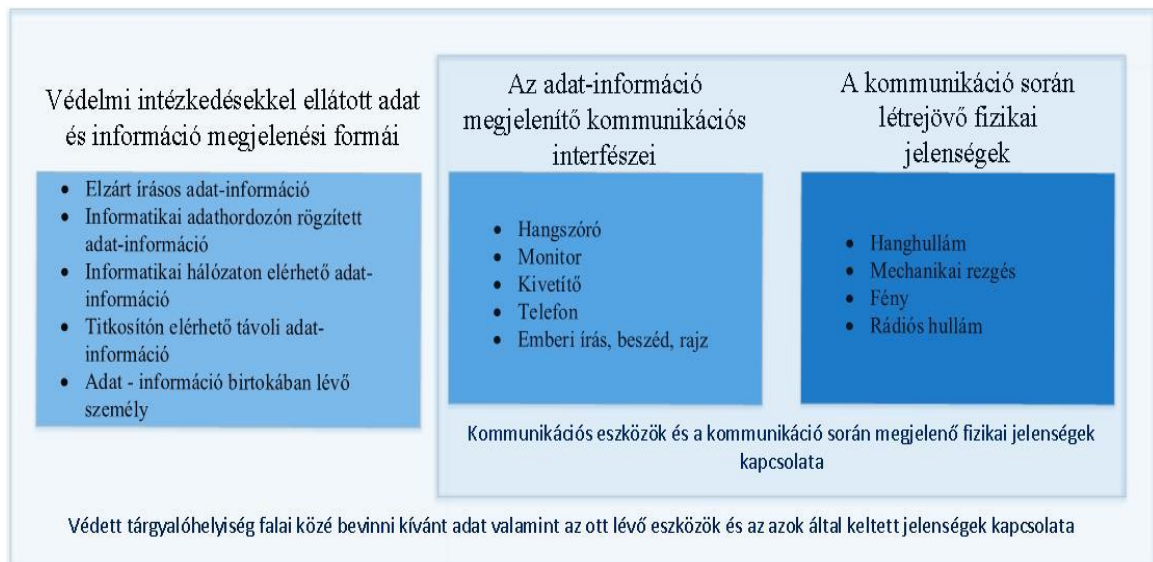 Védelmi intézkedésekkel ellátott adat
és információ megjelenési formái
• Elzárt írásos adat-információ
• Informatikai adathordozón rögzített
adat-információ
• Informatikai hálózaton elérhető adat-
információ
• Titkosítón elérhető távoli adat-
információ
• Adat - információ birtokában lévő
személy
Az adat-információ
megjelenítő kommunikációs
interfészei
• Hangszóró
• Monitor
• Kivetítő
• Telefon
• Emberi írás, beszéd, rajz
A kommunikáció során
létrejövő fizikai
jelenségek
• Hanghullám
• Mechanikai rezgés
• Fény
• Rádiós hullám
Kommunikációs eszközök és a kommunikáció során megjelenő fizikai jelenségek
kapcsolata
Védett tárgyalóhelyiség falai közé bevinni kívánt adat valamint az ott lévő eszközök és az azok által keltett jelenségek kapcsolata